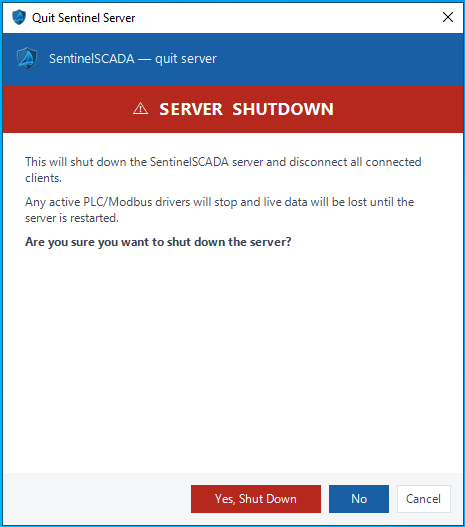 Quit Sentinel Server
SentinelSCADA — quit server
⚠ SERVER SHUTDOWN
This will shut down the SentinelSCADA server and disconnect all connected
clients.
Any active PLC/Modbus drivers will stop and live data will be lost until the
server is restarted.
Are you sure you want to shut down the server?
Yes, Shut Down
No
Cancel